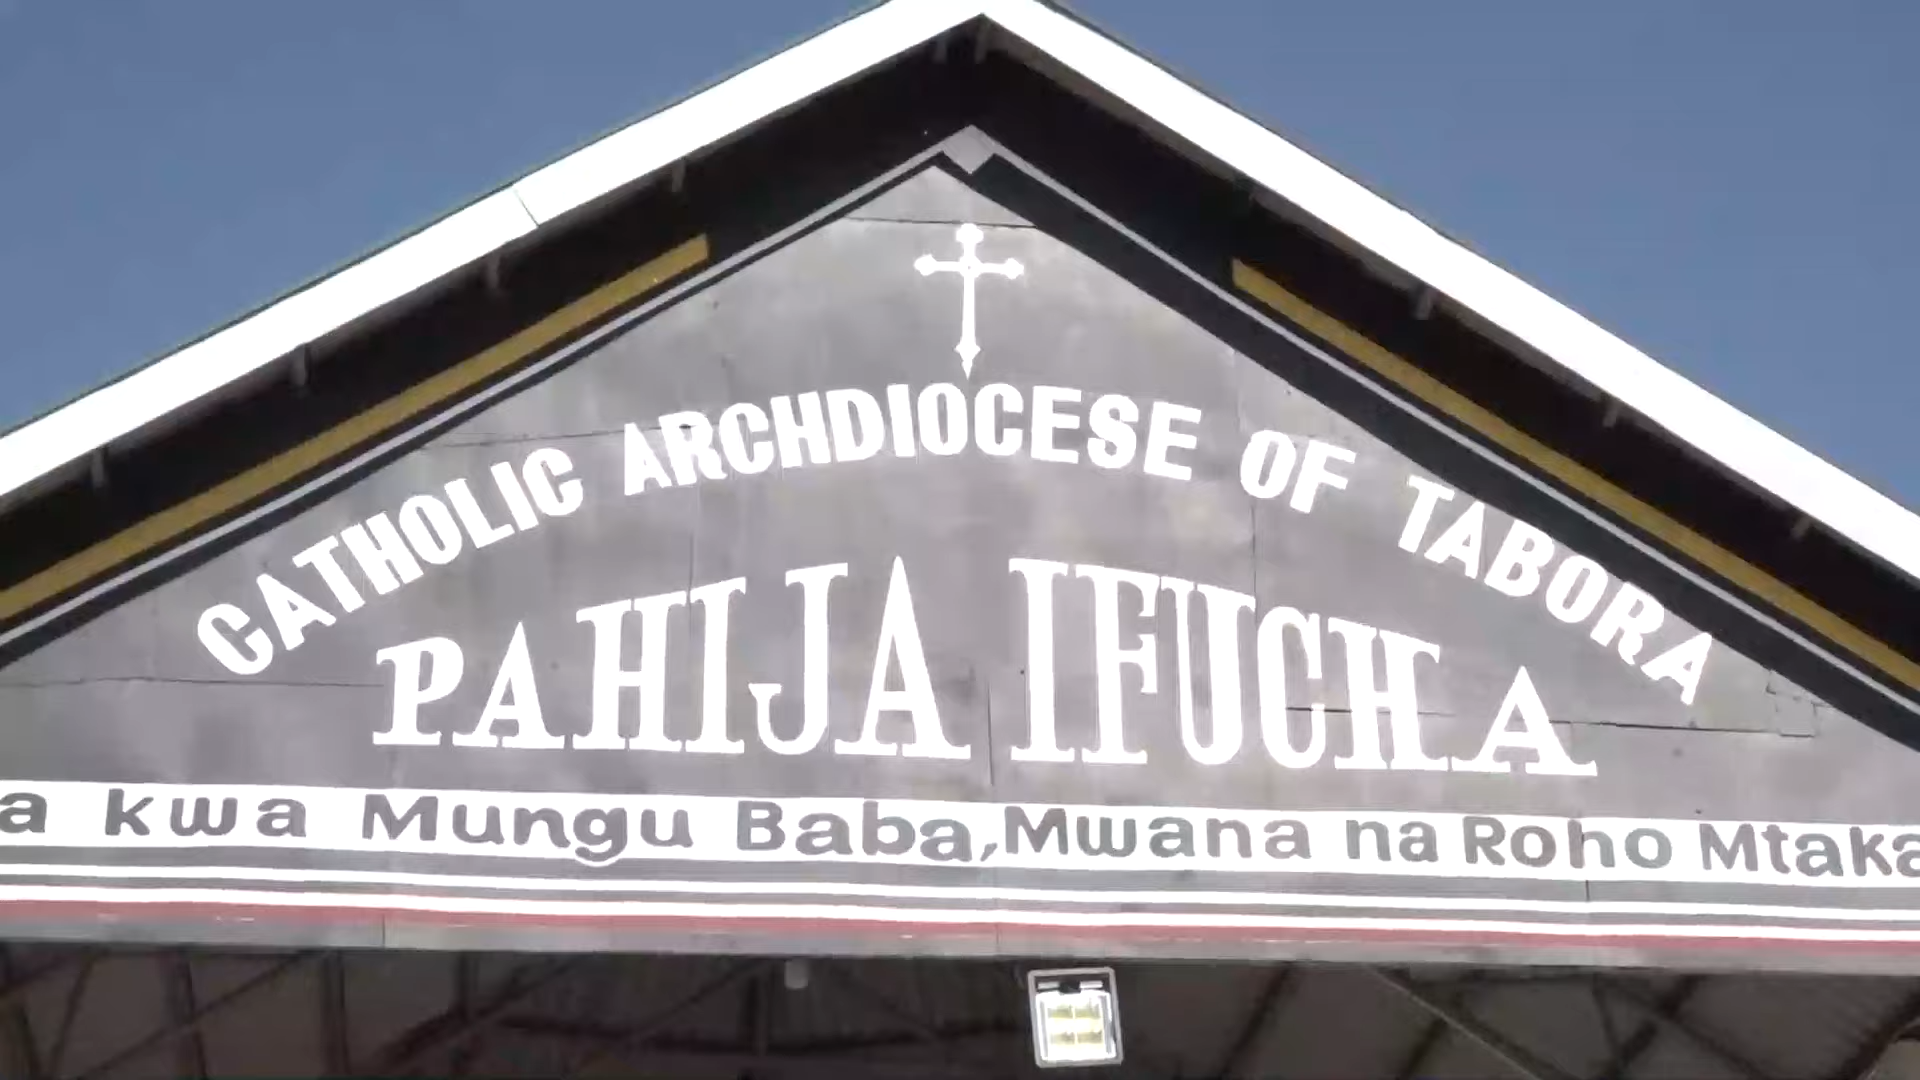 CATHOLIC ARCHDIOCESE OF TABORA
PAHIJA IFUCHA
a kwa Mungu Baba, Mwana na Roho Mtaka